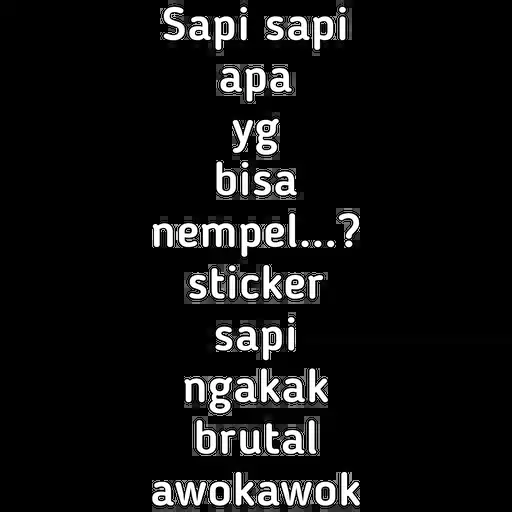 Sapi sapi
apa
yg
bisa
nempel...?
sticker
sapi
ngakak
brutal
awokawok